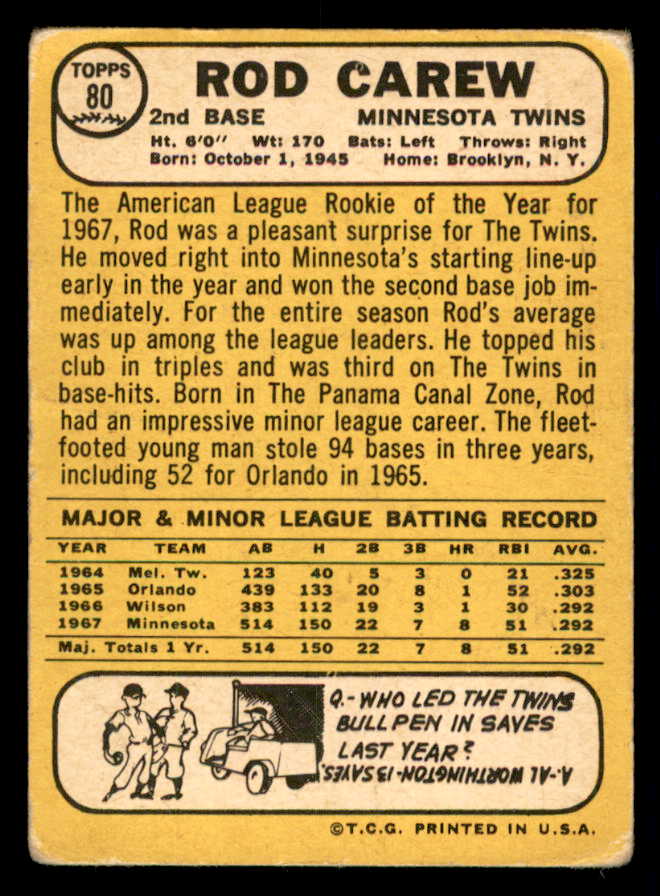 TOPPS
80
ROD CAREW
2nd BASE MINNESOTA TWINS
Ht. 6'0" Wt: 170 Bats: Left Throws: Right
Born: October 1, 1945 Home: Brooklyn, N. Y.
The American League Rookie of the Year for
1967, Rod was a pleasant surprise for The Twins.
He moved right into Minnesota's starting line-up
early in the year and won the second base job im-
mediately. For the entire season Rod's average
was up among the league leaders. He topped his
club in triples and was third on The Twins in
base-hits. Born in The Panama Canal Zone, Rod
had an impressive minor league career. The fleet-
footed young man stole 94 bases in three years,
including 52 for Orlando in 1965.
MAJOR & MINOR LEAGUE BATTING RECORD
YEAR TEAM AB H 2B 3B HR RBI AVG.
1964 Mel. Tw. 123 40 5 3 0 21 .325
1965 Orlando 439 133 20 8 1 52 .303
1966 Wilson 383 112 19 3 1 30 .292
1967 Minnesota 514 150 22 7 8 51 .292
Maj. Totals 1 Yr. 514 150 22 7 8 51 .292
Q.- WHO LED THE TWINS
BULLPEN IN SAVES
LAST YEAR?
A.- AL WORTHINGTON-13 SAVES.
©T.C.G. PRINTED IN U.S.A.